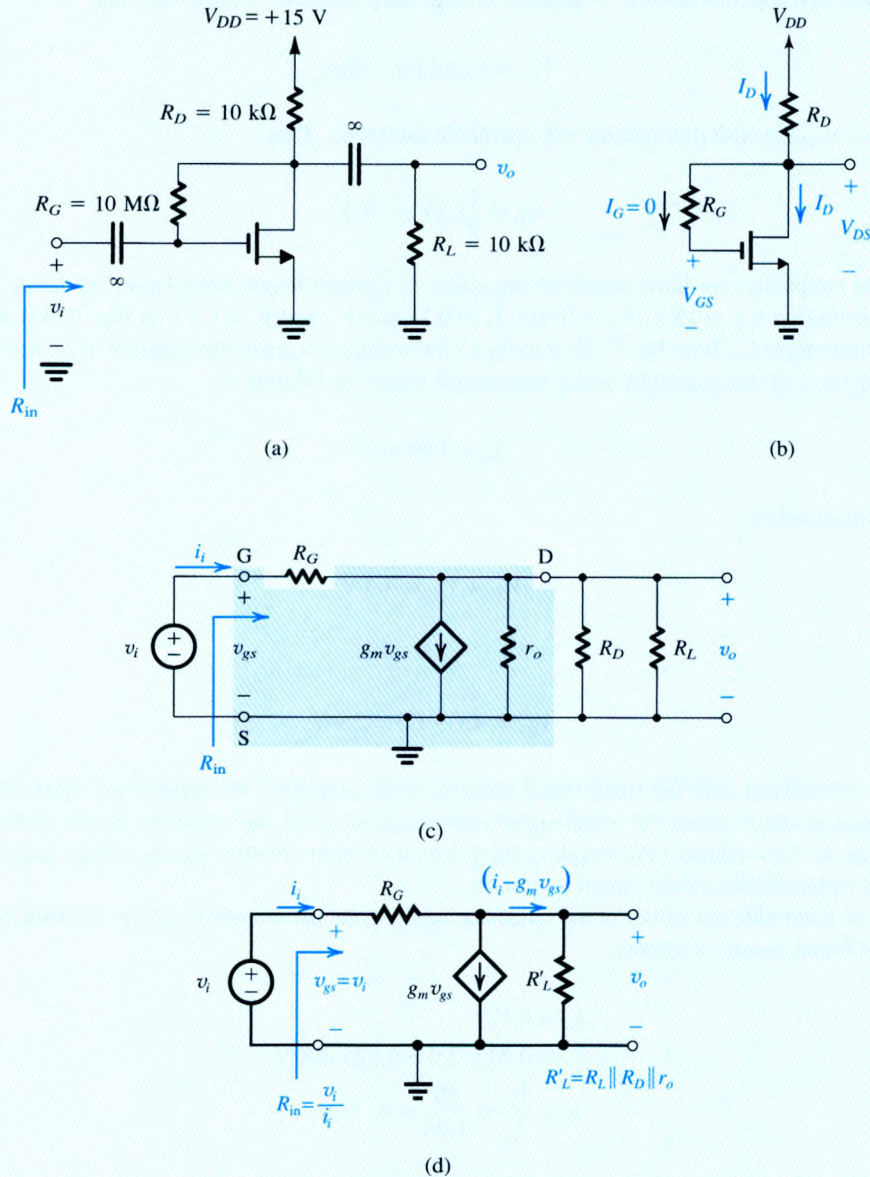 V_DD = +15 V
R_D = 10 kΩ
∞
v_o
R_G = 10 MΩ
R_L = 10 kΩ
+
v_i
−
∞
R_in
(a)
V_DD
I_D
R_D
I_G = 0
R_G
I_D
+
V_DS
−
+
V_GS
−
(b)
i_i
G
R_G
D
+
v_gs
−
v_i
+
−
g_m v_gs
r_o
R_D
R_L
+
v_o
−
S
R_in
(c)
i_i
R_G
(i_i − g_m v_gs)
+
v_gs = v_i
−
v_i
+
−
g_m v_gs
R'_L
+
v_o
−
R_in = v_i / i_i
R'_L = R_L || R_D || r_o
(d)